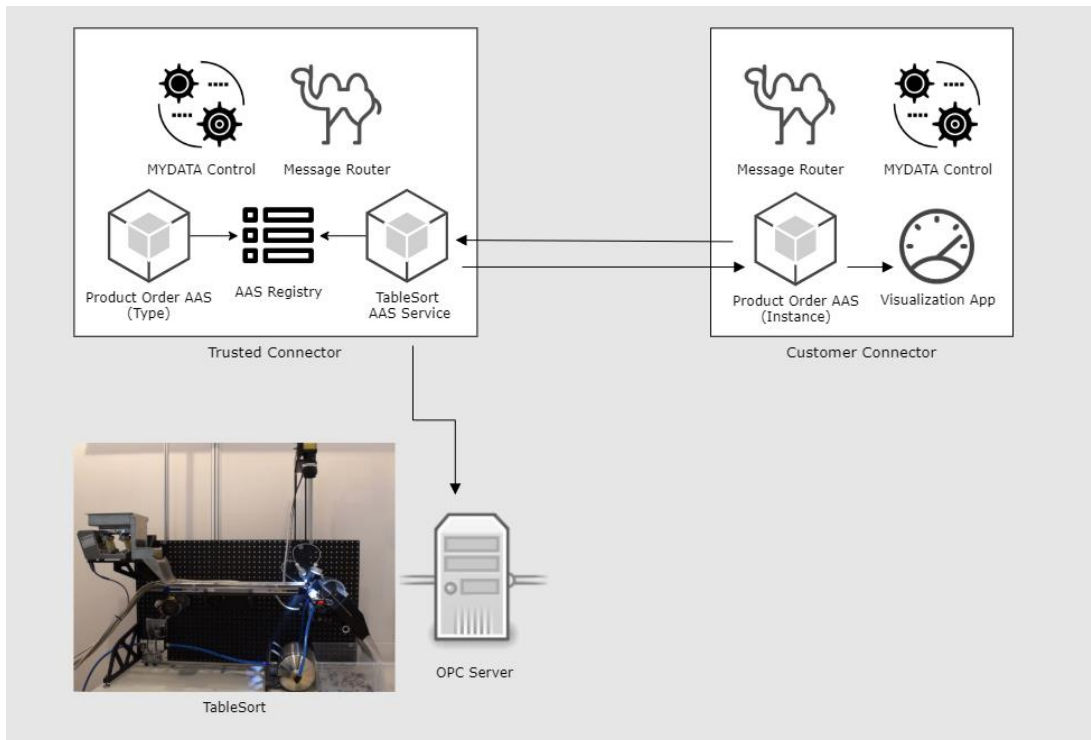 MYDATA Control
Message Router
Message Router
MYDATA Control
Product Order AAS
(Type)
AAS Registry
TableSort
AAS Service
Product Order AAS
(Instance)
Visualization App
Trusted Connector
Customer Connector
OPC Server
TableSort